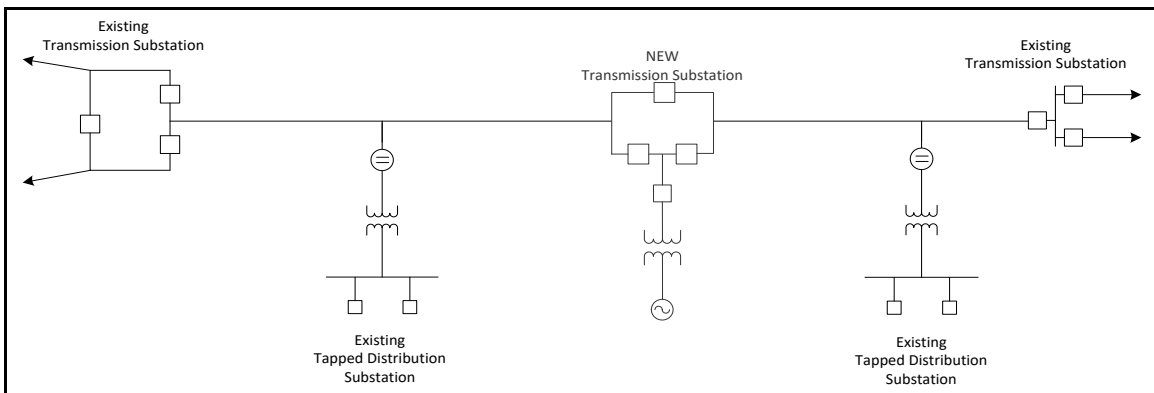 Existing
Transmission Substation
NEW
Transmission Substation
Existing
Transmission Substation
Existing
Tapped Distribution
Substation
Existing
Tapped Distribution
Substation